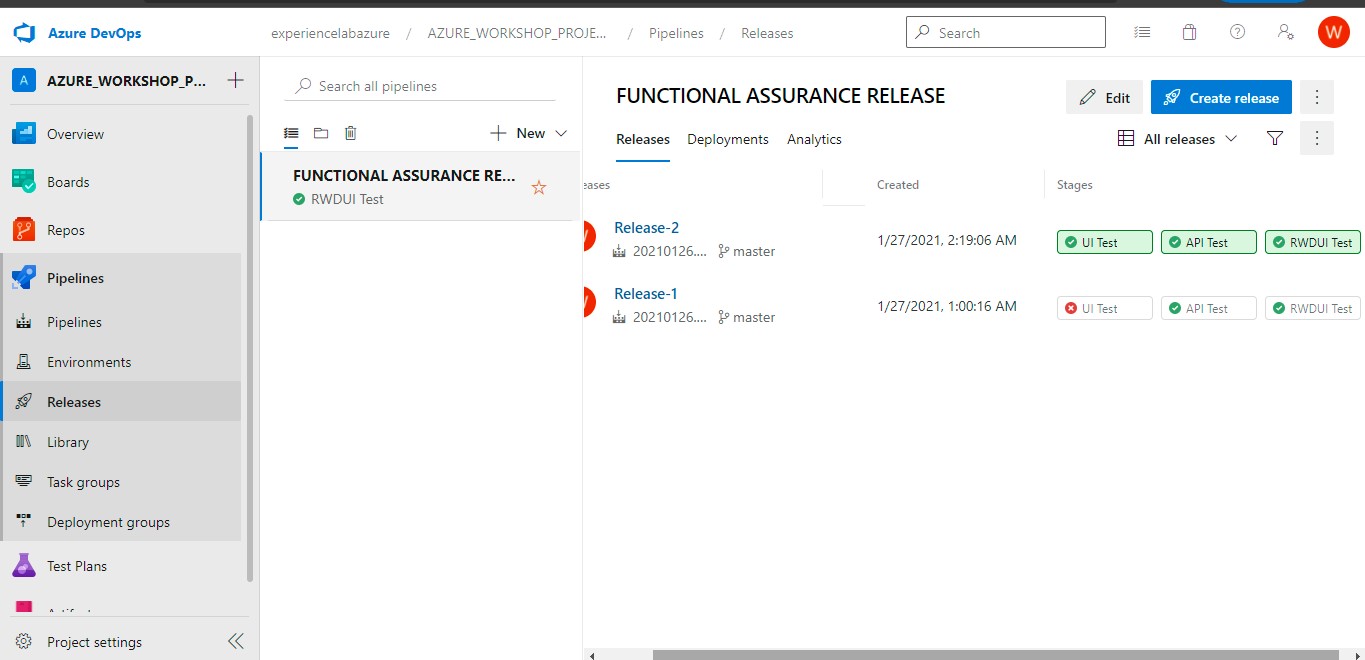 Azure DevOps
experiencelabazure / AZURE_WORKSHOP_PROJE... / Pipelines / Releases
Search
W
A AZURE_WORKSHOP_P...
Overview
Boards
Repos
Pipelines
Pipelines
Environments
Releases
Library
Task groups
Deployment groups
Test Plans
Project settings
Search all pipelines
New
FUNCTIONAL ASSURANCE RE...
RWDUI Test
FUNCTIONAL ASSURANCE RELEASE
Edit
Create release
Releases Deployments Analytics
All releases
eases Created Stages
Release-2
20210126.... master
1/27/2021, 2:19:06 AM
UI Test API Test RWDUI Test
Release-1
20210126.... master
1/27/2021, 1:00:16 AM
UI Test API Test RWDUI Test